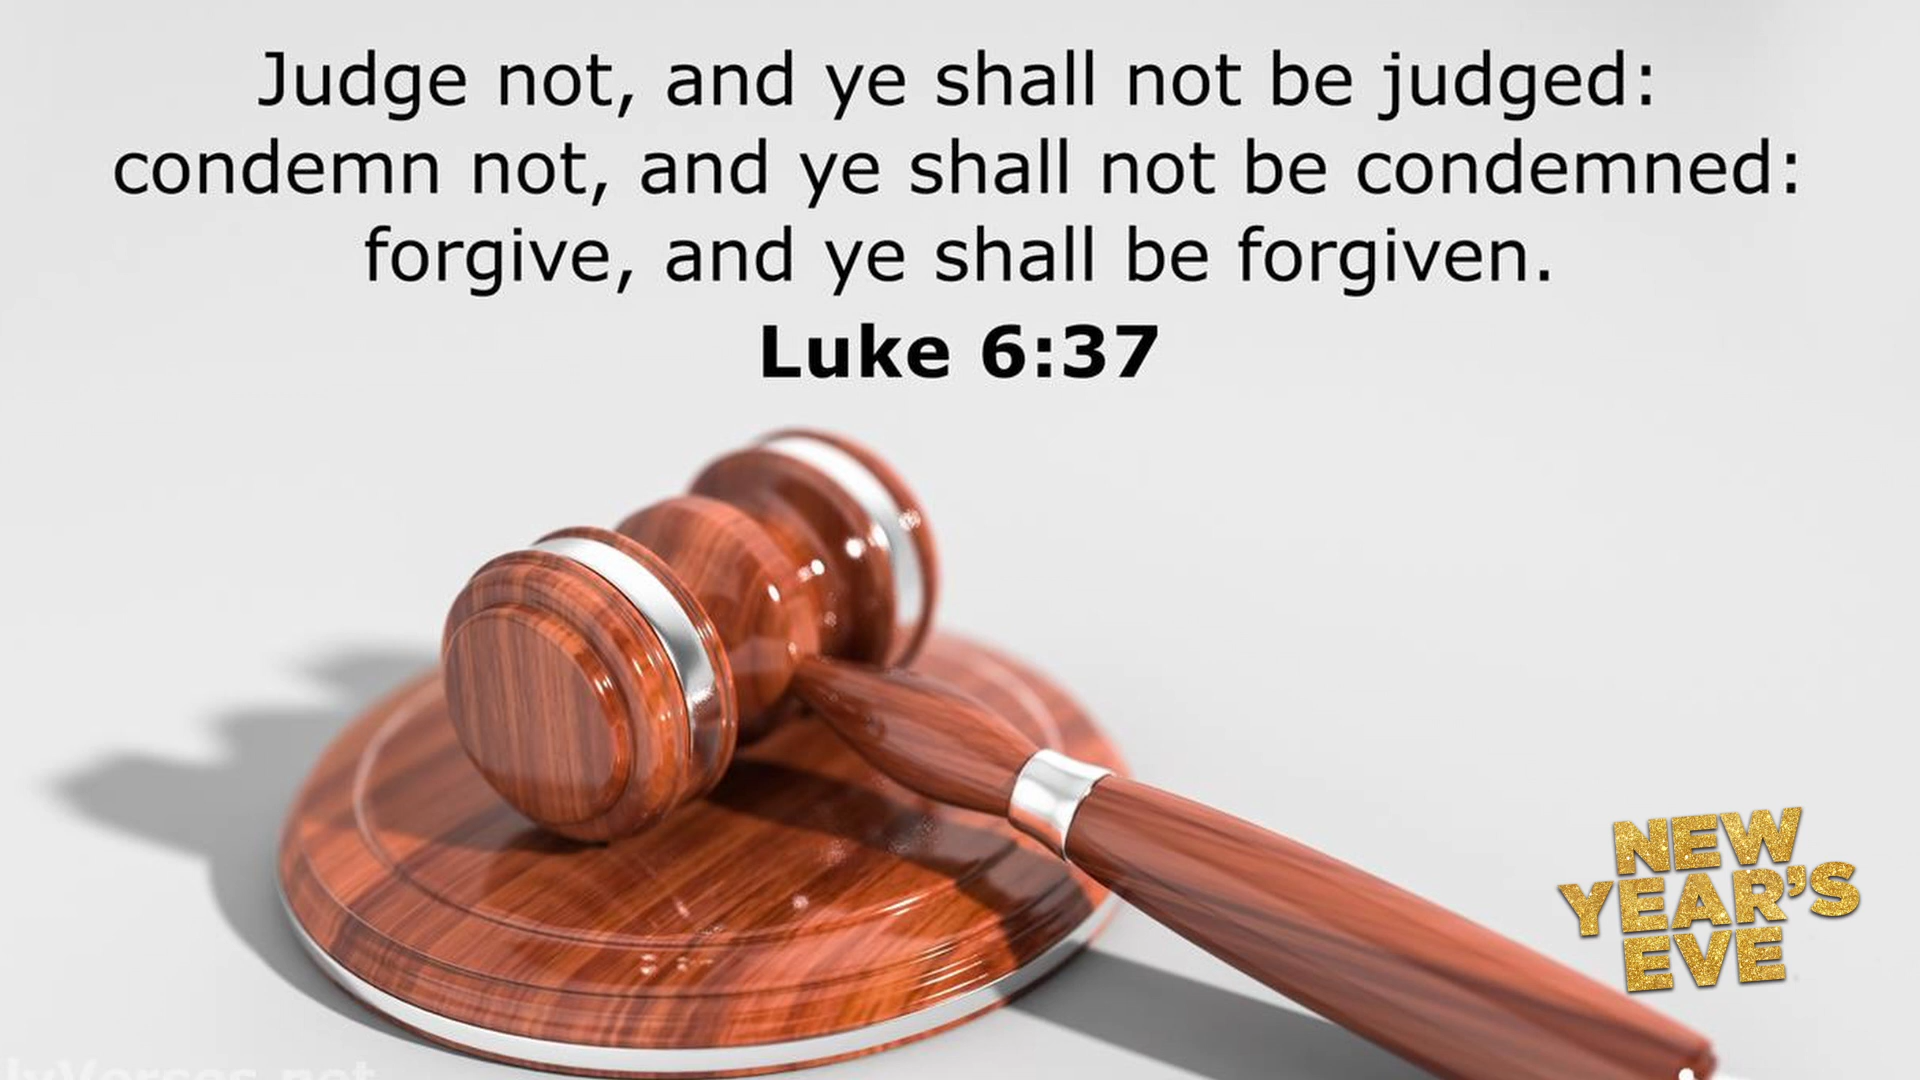 Judge not, and ye shall not be judged:
condemn not, and ye shall not be condemned:
forgive, and ye shall be forgiven.
Luke 6:37
NEW
YEAR'S
EVE